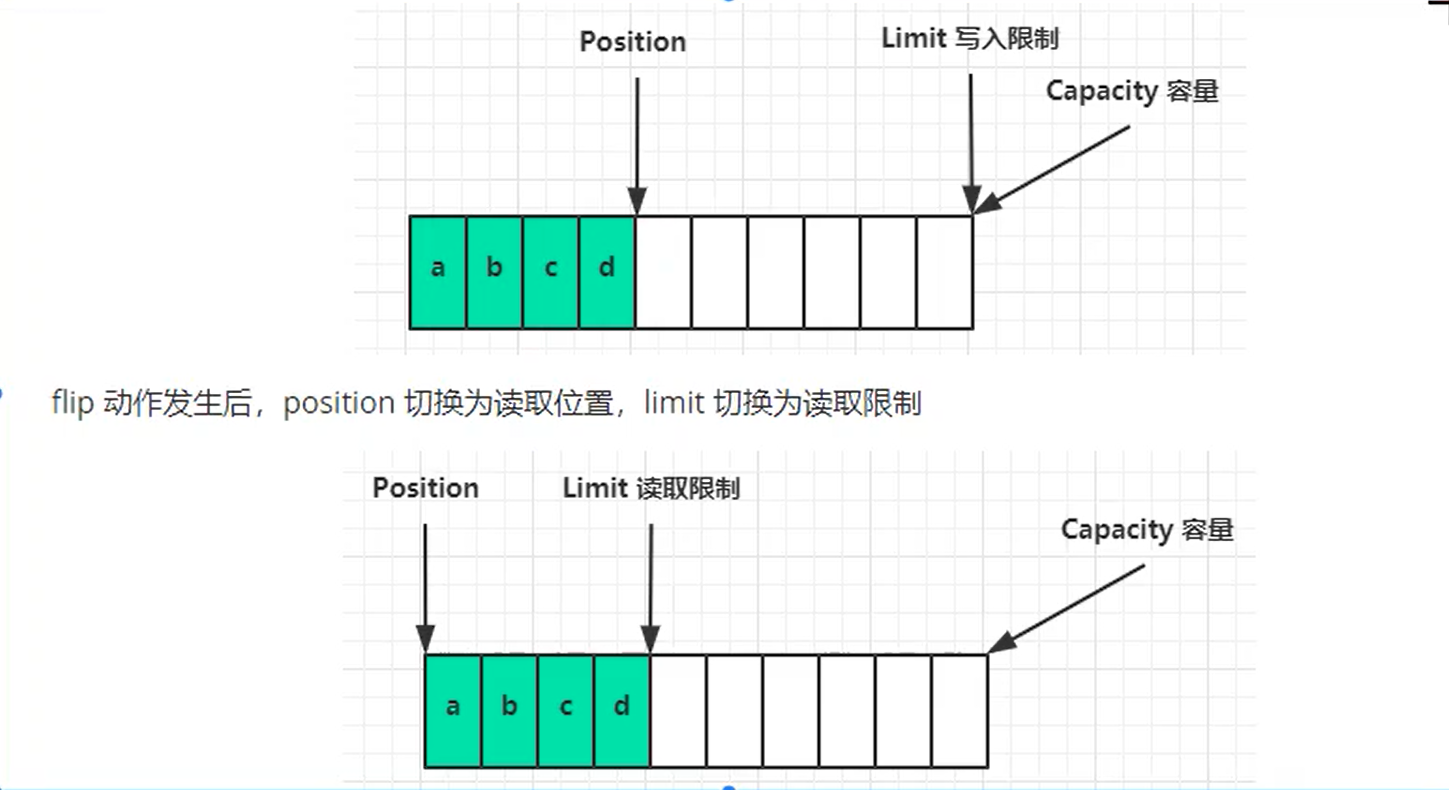 Position
Limit 写入限制
Capacity 容量
a b c d
flip 动作发生后，position 切换为读取位置，limit 切换为读取限制
Position
Limit 读取限制
Capacity 容量
a b c d